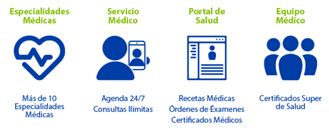 Especialidades
Médicas
Servicio
Médico
Portal de
Salud
Equipo
Médico
Más de 10
Especialidades
Médicas
Agenda 24/7
Consultas Ilimitas
Recetas Médicas
Órdenes de Éxamenes
Certificados Médicos
Certificados Super
de Salud